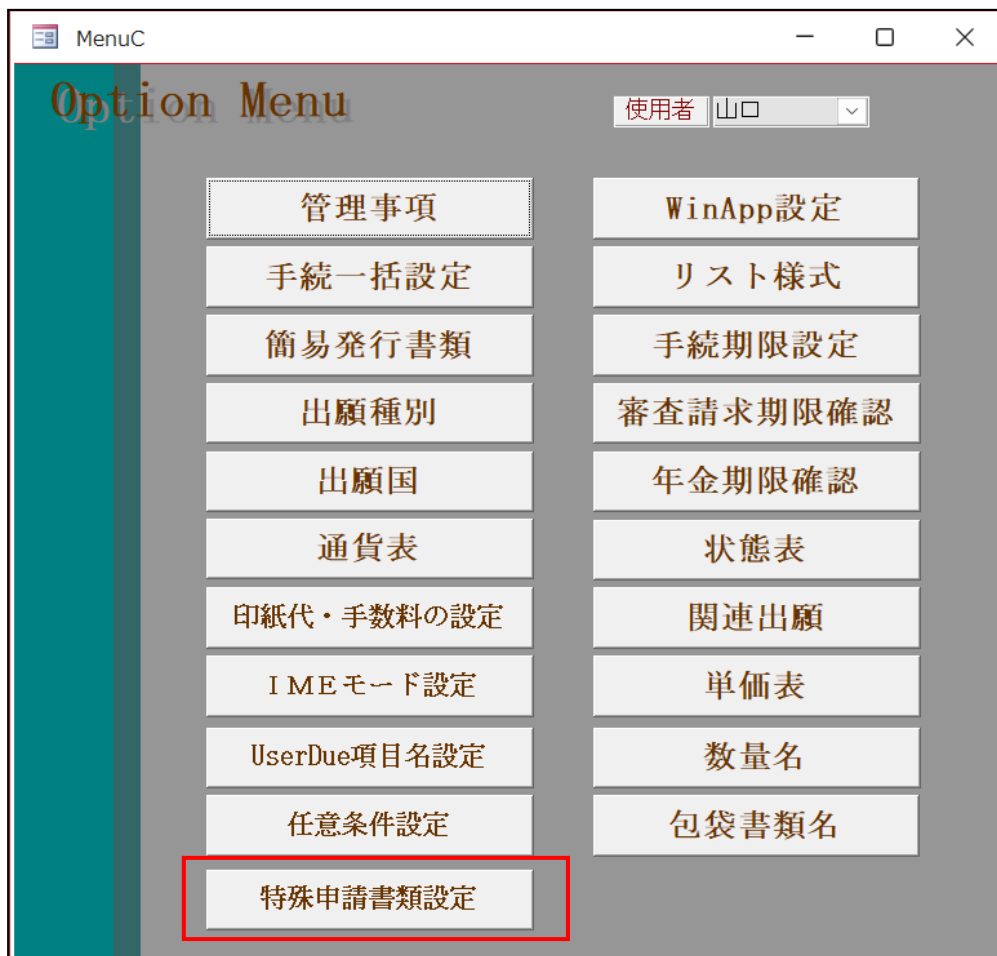 MenuC
Option Menu
使用者 山口
管理事項
手続一括設定
簡易発行書類
出願種別
出願国
通貨表
印紙代・手数料の設定
ＩＭＥモード設定
UserDue項目名設定
任意条件設定
特殊申請書類設定
WinApp設定
リスト様式
手続期限設定
審査請求期限確認
年金期限確認
状態表
関連出願
単価表
数量名
包袋書類名